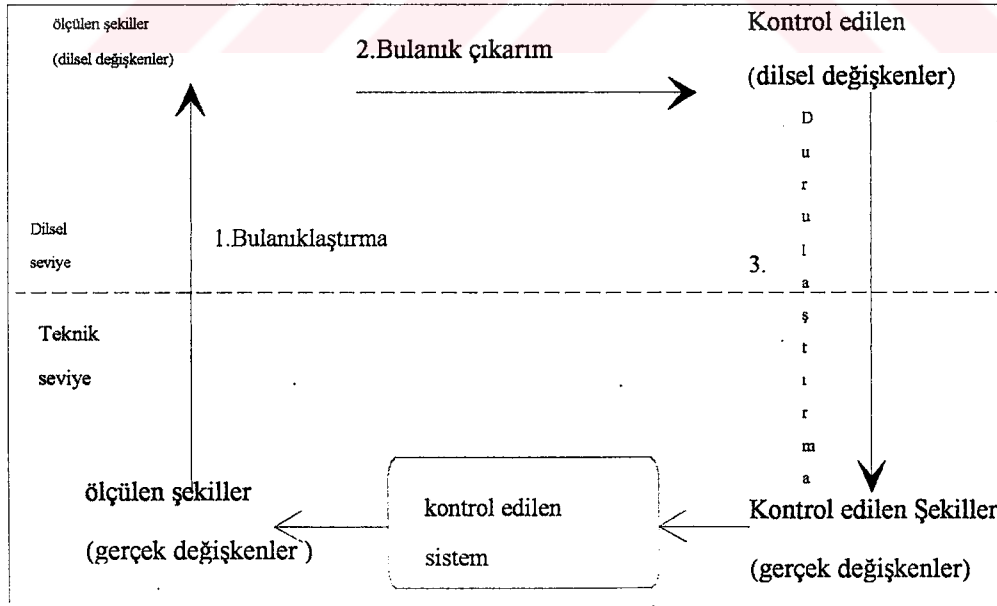 ölçülen şekiller
(dilsel değişkenler)
2.Bulanık çıkarım
Kontrol edilen
(dilsel değişkenler)
1.Bulanıklaştırma
Dilsel
seviye
3.
D
u
r
u
l
a
ş
t
ı
r
m
a
Teknik
seviye
ölçülen şekiller
(gerçek değişkenler )
kontrol edilen
sistem
Kontrol edilen Şekiller
(gerçek değişkenler)